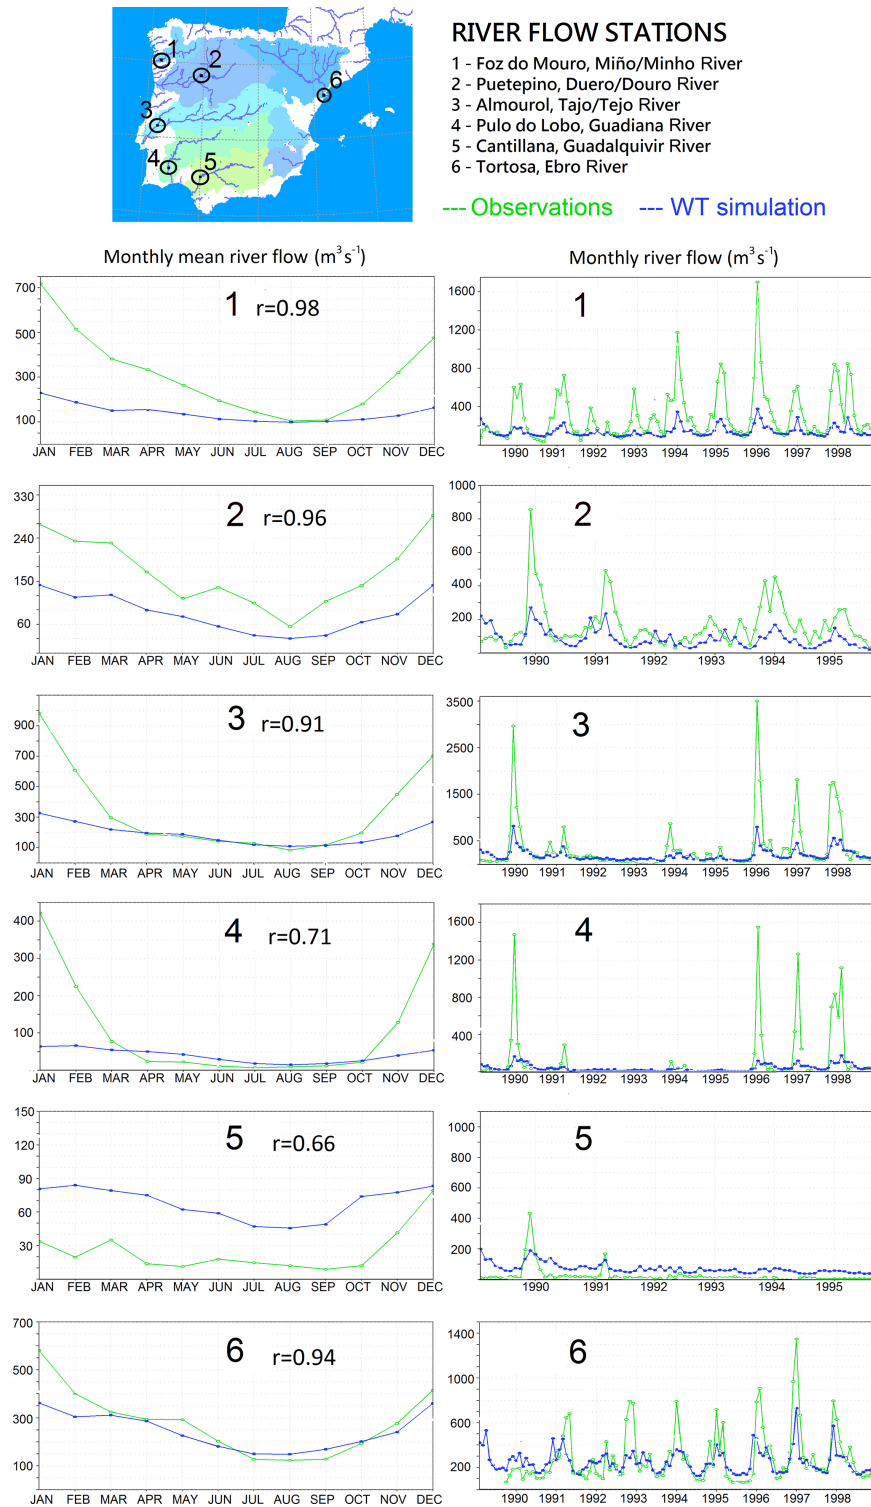 RIVER FLOW STATIONS
1 - Foz do Mouro, Miño/Minho River
2 - Puetepino, Duero/Douro River
3 - Almourol, Tajo/Tejo River
4 - Pulo do Lobo, Guadiana River
5 - Cantillana, Guadalquivir River
6 - Tortosa, Ebro River
--- Observations --- WT simulation
1
2
6
3
4
5
Monthly mean river flow (m³s⁻¹)
Monthly river flow (m³s⁻¹)
1 r=0.98
700
500
300
100
JAN FEB MAR APR MAY JUN JUL AUG SEP OCT NOV DEC
1
1600
1200
800
400
1990 1991 1992 1993 1994 1995 1996 1997 1998
2 r=0.96
330
240
150
60
JAN FEB MAR APR MAY JUN JUL AUG SEP OCT NOV DEC
2
1000
800
600
400
200
1990 1991 1992 1993 1994 1995
3 r=0.91
900
700
500
300
100
JAN FEB MAR APR MAY JUN JUL AUG SEP OCT NOV DEC
3
3500
2500
1500
500
1990 1991 1992 1993 1994 1995 1996 1997 1998
4 r=0.71
400
300
200
100
JAN FEB MAR APR MAY JUN JUL AUG SEP OCT NOV DEC
4
1600
1200
800
400
1990 1991 1992 1993 1994 1995 1996 1997 1998
5 r=0.66
150
120
90
60
30
JAN FEB MAR APR MAY JUN JUL AUG SEP OCT NOV DEC
5
1000
800
600
400
200
1990 1991 1992 1993 1994 1995
6 r=0.94
700
500
300
100
JAN FEB MAR APR MAY JUN JUL AUG SEP OCT NOV DEC
6
1400
1000
600
200
1990 1991 1992 1993 1994 1995 1996 1997 1998